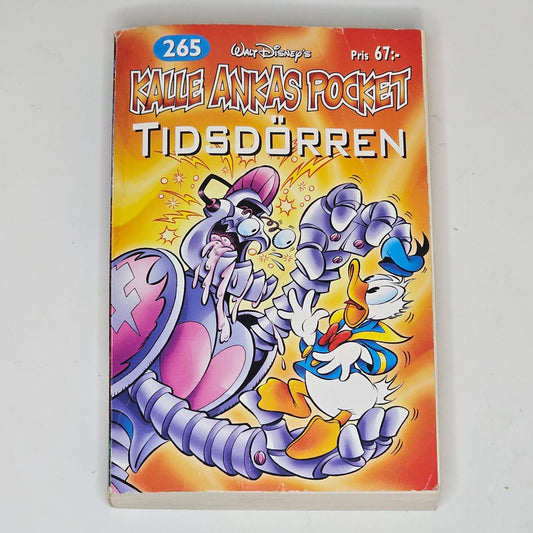 265
WALT DISNEY'S
Pris 67:-
KALLE ANKAS POCKET
TIDSDÖRREN